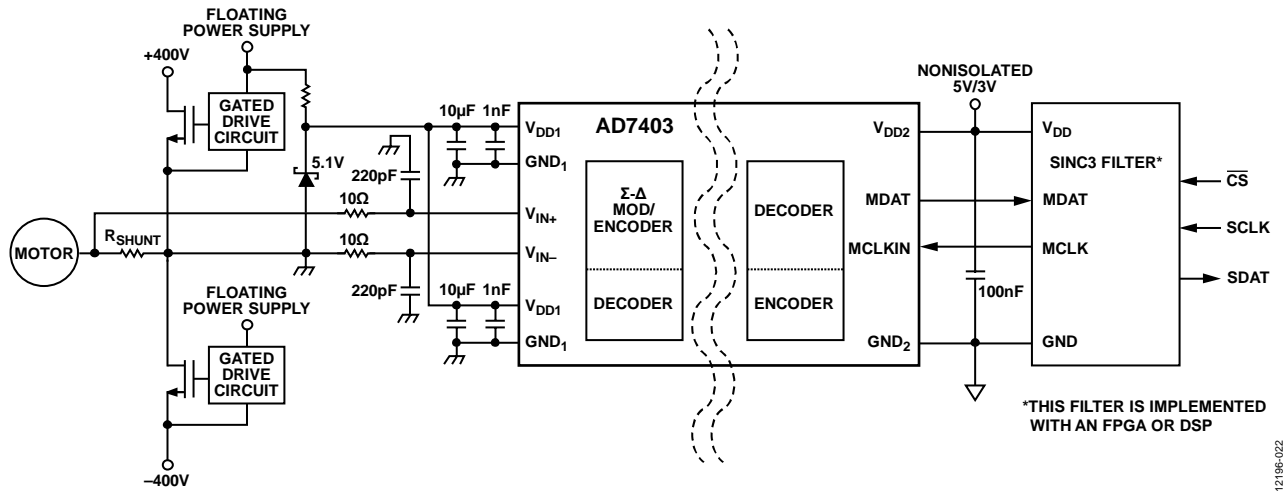 FLOATING
POWER SUPPLY
+400V
GATED
DRIVE
CIRCUIT
5.1V
10µF
1nF
220pF
10Ω
10Ω
220pF
10µF
1nF
MOTOR
RSHUNT
FLOATING
POWER SUPPLY
GATED
DRIVE
CIRCUIT
–400V
AD7403
VDD1
GND1
VIN+
VIN–
VDD1
GND1
Σ-Δ
MOD/
ENCODER
DECODER
DECODER
ENCODER
VDD2
MDAT
MCLKIN
GND2
NONISOLATED
5V/3V
100nF
VDD
SINC3 FILTER*
MDAT
MCLK
GND
C̅S̅
SCLK
SDAT
*THIS FILTER IS IMPLEMENTED
WITH AN FPGA OR DSP
12196-022